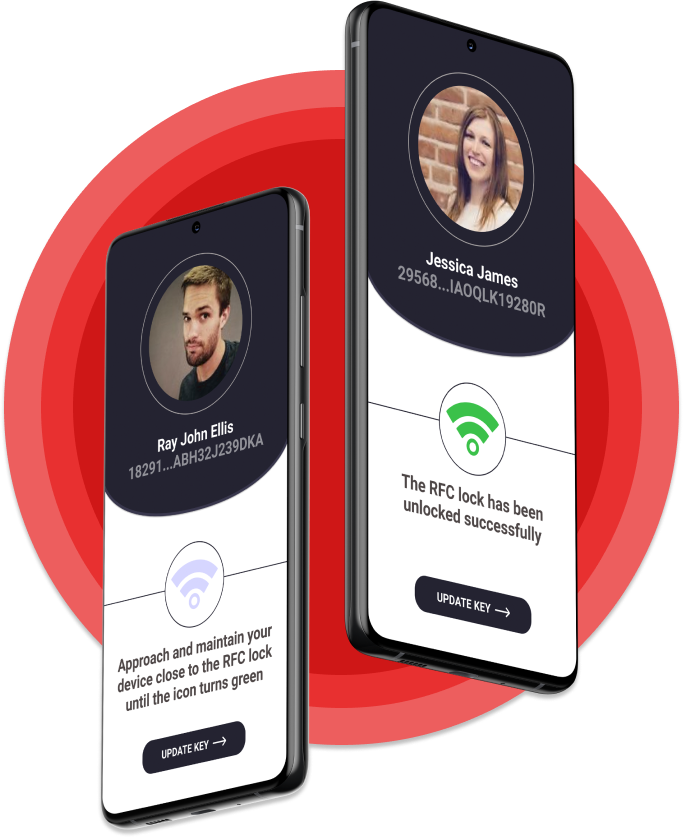 Jessica James
29568...IAOQLK19280R
The RFC lock has been
unlocked successfully
UPDATE KEY
Ray John Ellis
18291...ABH32J239DKA
Approach and maintain your
device close to the RFC lock
until the icon turns green
UPDATE KEY